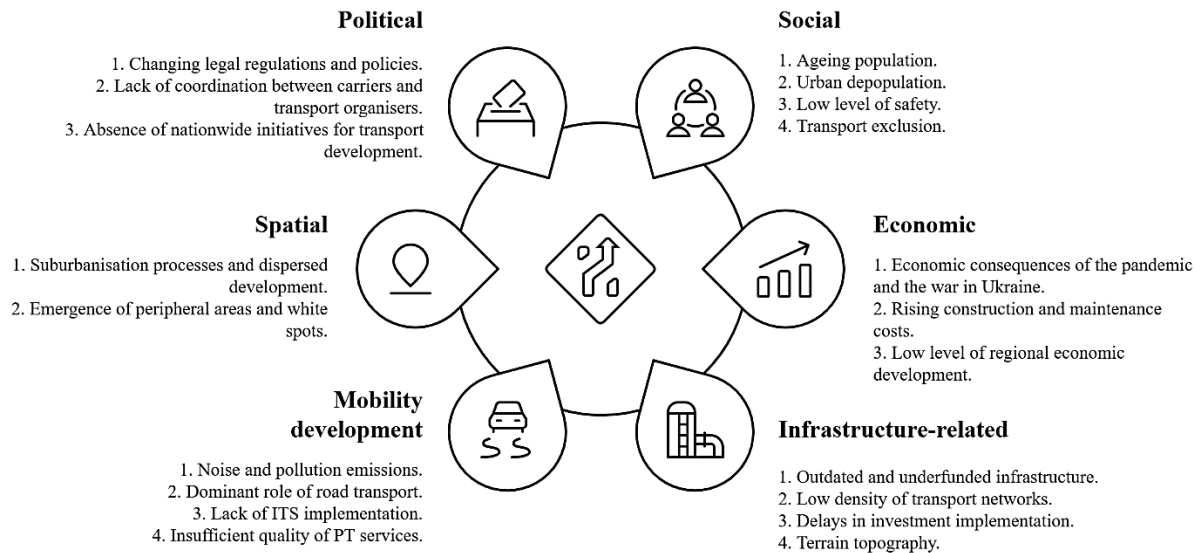 Political
1. Changing legal regulations and policies.
2. Lack of coordination between carriers and
transport organisers.
3. Absence of nationwide initiatives for transport
development.
Social
1. Ageing population.
2. Urban depopulation.
3. Low level of safety.
4. Transport exclusion.
Spatial
1. Suburbanisation processes and dispersed
development.
2. Emergence of peripheral areas and white
spots.
Economic
1. Economic consequences of the pandemic
and the war in Ukraine.
2. Rising construction and maintenance
costs.
3. Low level of regional economic
development.
Mobility
development
1. Noise and pollution emissions.
2. Dominant role of road transport.
3. Lack of ITS implementation.
4. Insufficient quality of PT services.
Infrastructure-related
1. Outdated and underfunded infrastructure.
2. Low density of transport networks.
3. Delays in investment implementation.
4. Terrain topography.